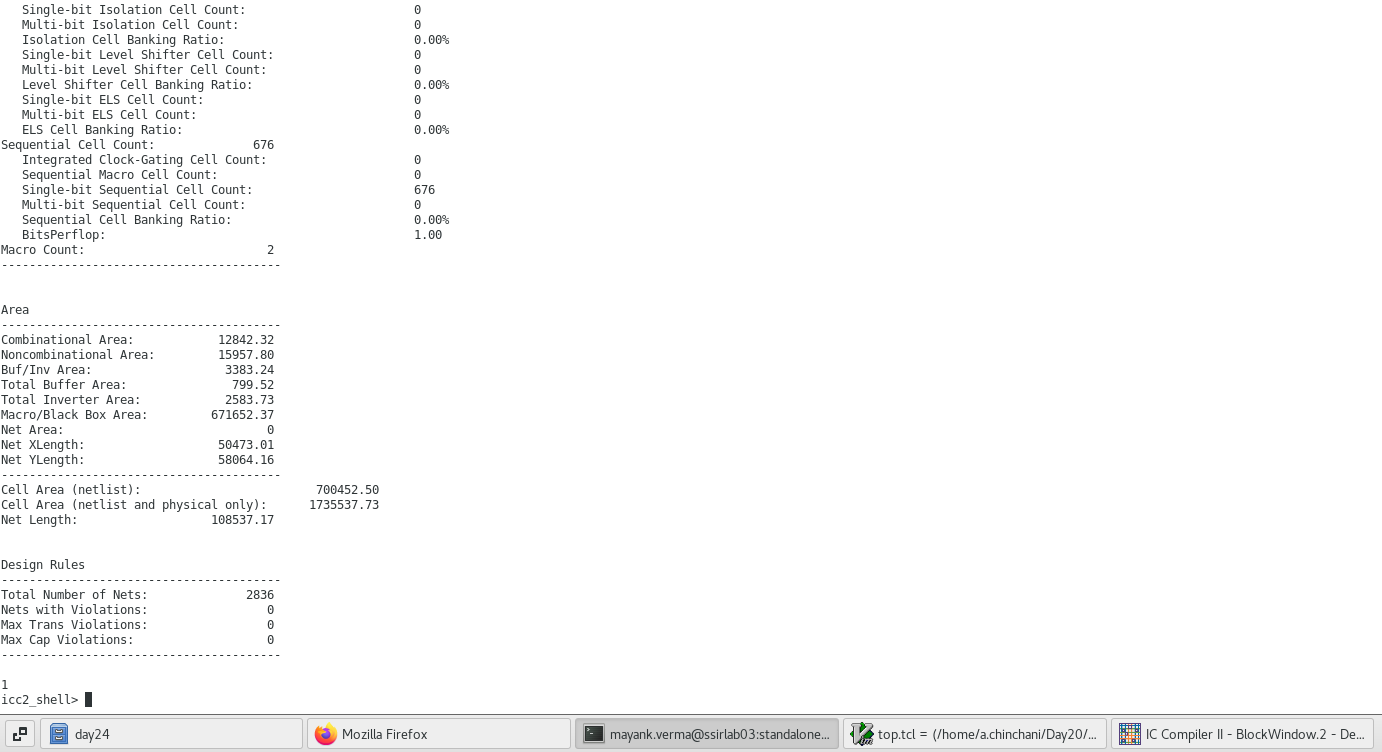 Single-bit Isolation Cell Count: 0
Multi-bit Isolation Cell Count: 0
Isolation Cell Banking Ratio: 0.00%
Single-bit Level Shifter Cell Count: 0
Multi-bit Level Shifter Cell Count: 0
Level Shifter Cell Banking Ratio: 0.00%
Single-bit ELS Cell Count: 0
Multi-bit ELS Cell Count: 0
ELS Cell Banking Ratio: 0.00%
Sequential Cell Count: 676
Integrated Clock-Gating Cell Count: 0
Sequential Macro Cell Count: 0
Single-bit Sequential Cell Count: 676
Multi-bit Sequential Cell Count: 0
Sequential Cell Banking Ratio: 0.00%
BitsPerflop: 1.00
Macro Count: 2
----------------------------------------
Area
----------------------------------------
Combinational Area: 12842.32
Noncombinational Area: 15957.80
Buf/Inv Area: 3383.24
Total Buffer Area: 799.52
Total Inverter Area: 2583.73
Macro/Black Box Area: 671652.37
Net Area: 0
Net XLength: 50473.01
Net YLength: 58064.16
----------------------------------------
Cell Area (netlist): 700452.50
Cell Area (netlist and physical only): 1735537.73
Net Length: 108537.17
Design Rules
----------------------------------------
Total Number of Nets: 2836
Nets with Violations: 0
Max Trans Violations: 0
Max Cap Violations: 0
----------------------------------------
1
icc2_shell>
day24
Mozilla Firefox
mayank.verma@ssirlab03:standalone...
top.tcl = (/home/a.chinchani/Day20/...
IC Compiler II - BlockWindow.2 - De...